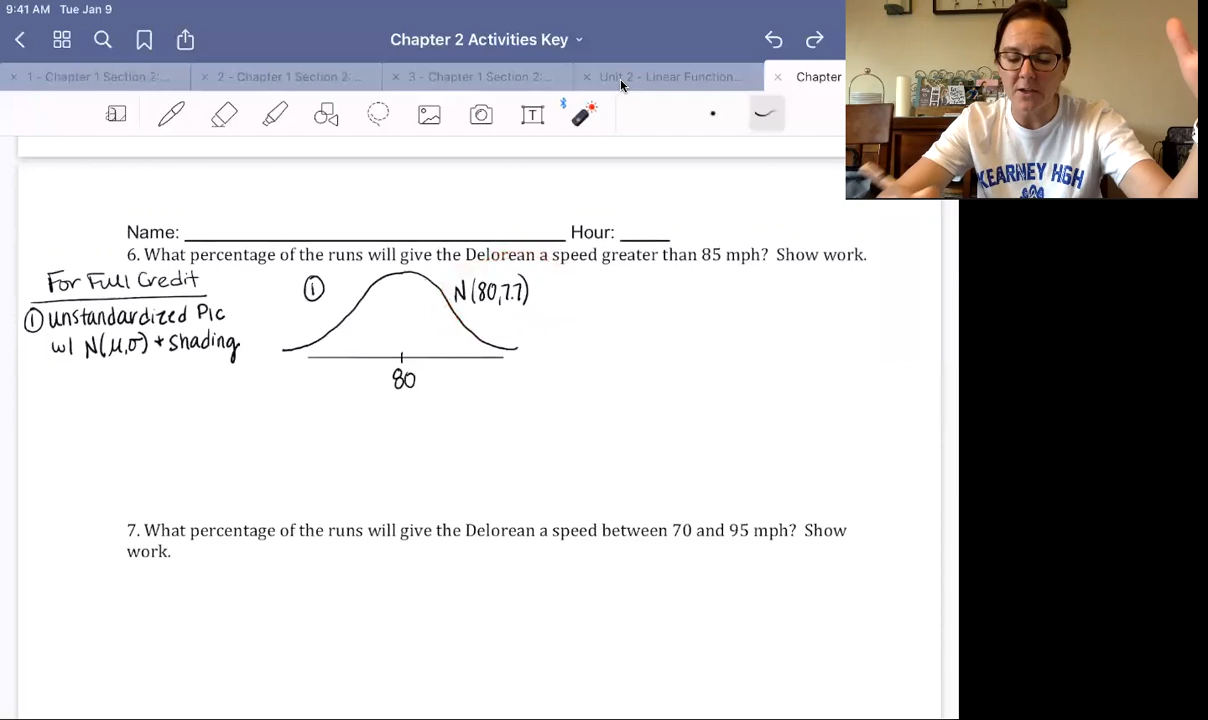 9:41 AM Tue Jan 9
Chapter 2 Activities Key
1 - Chapter 1 Section 2:...
2 - Chapter 1 Section 2:...
3 - Chapter 1 Section 2:...
Unit 2 - Linear Function...
Chapter
T
KEARNEY HGH
Name: Hour:
6. What percentage of the runs will give the Delorean a speed greater than 85 mph? Show work.
For Full Credit
① unstandardized Pic
w/ N(μ,σ) + Shading
①
N(80,7.7)
80
7. What percentage of the runs will give the Delorean a speed between 70 and 95 mph? Show
work.